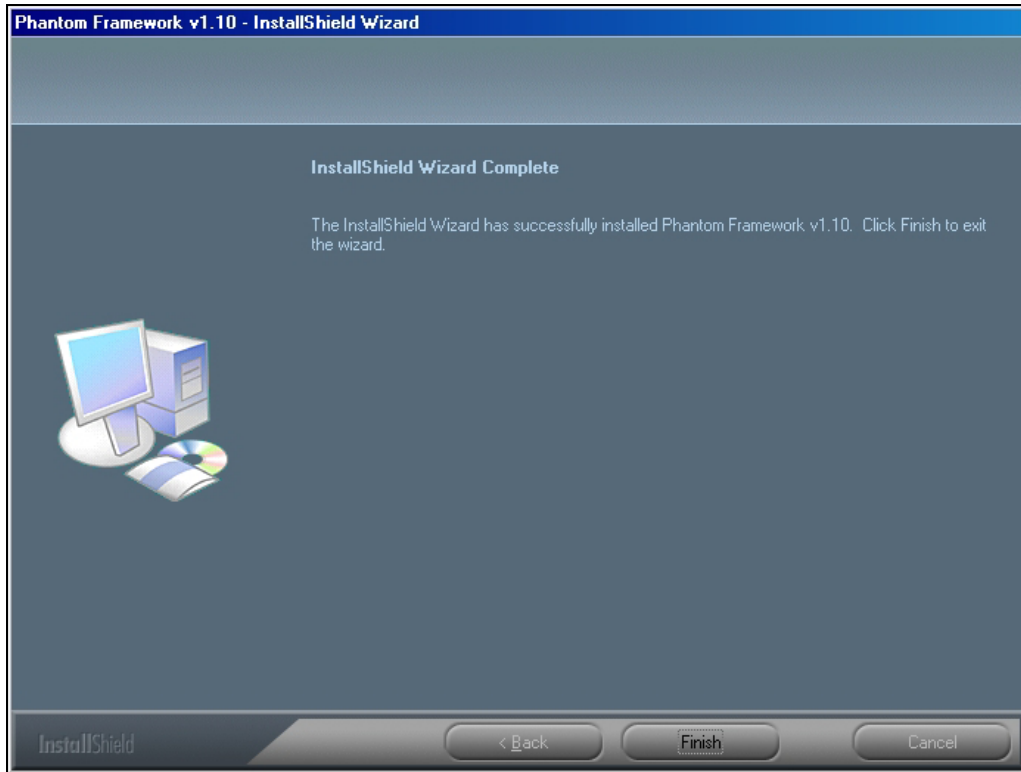 Phantom Framework v1.10 - InstallShield Wizard
InstallShield Wizard Complete
The InstallShield Wizard has successfully installed Phantom Framework v1.10.  Click Finish to exit
the wizard.
InstallShield
< Back
Finish
Cancel